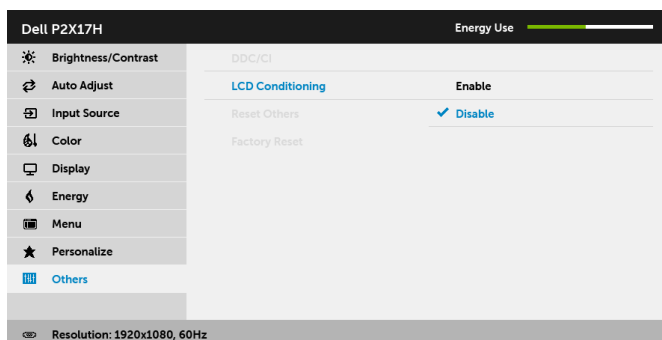 Dell P2X17H
Energy Use
Brightness/Contrast
DDC/CI
Auto Adjust
LCD Conditioning
Enable
Input Source
Reset Others
Disable
Color
Factory Reset
Display
Energy
Menu
Personalize
Others
Resolution: 1920x1080, 60Hz